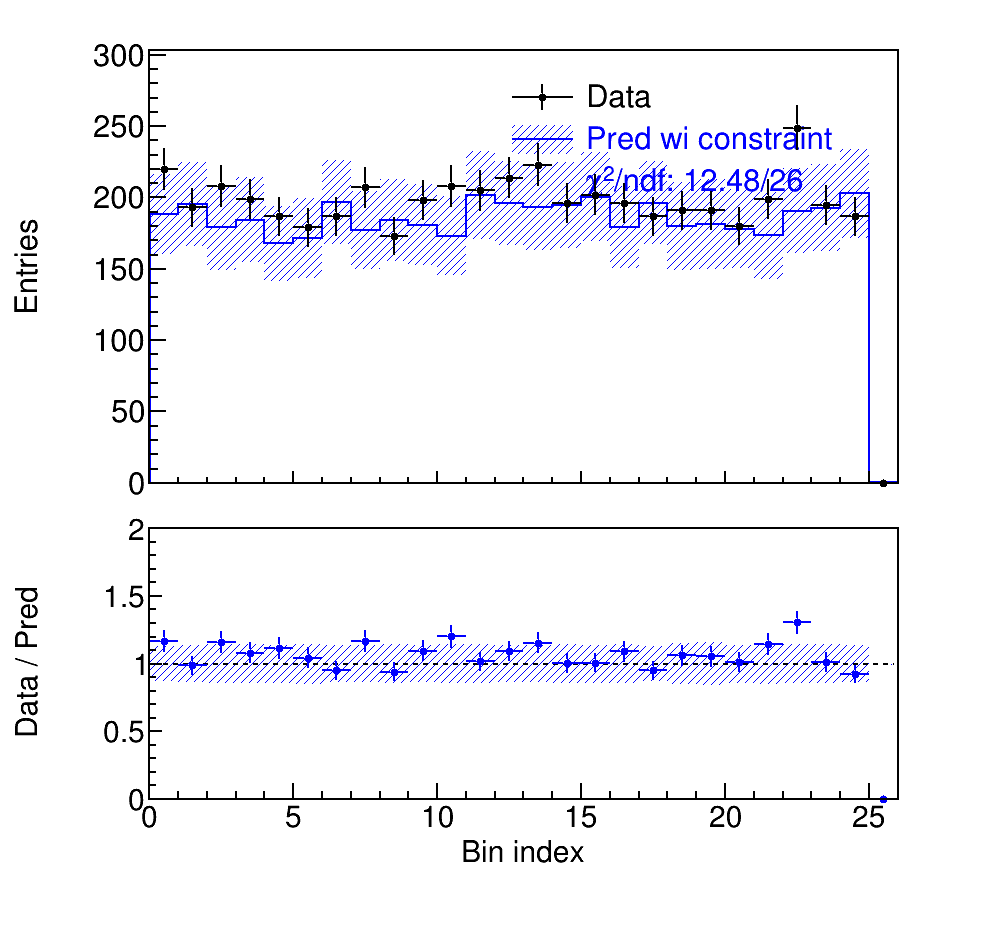 300
250
200
150
100
50
0
Entries
Data
Pred wi constraint
χ²/ndf: 12.48/26
2
1.5
1
0.5
0
Data / Pred
0 5 10 15 20 25
Bin index